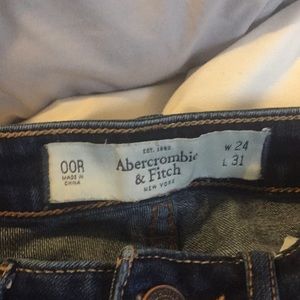 00R
MADE IN
CHINA
EST. 1892
Abercrombie
& Fitch
NEW YORK
W 24
L 31